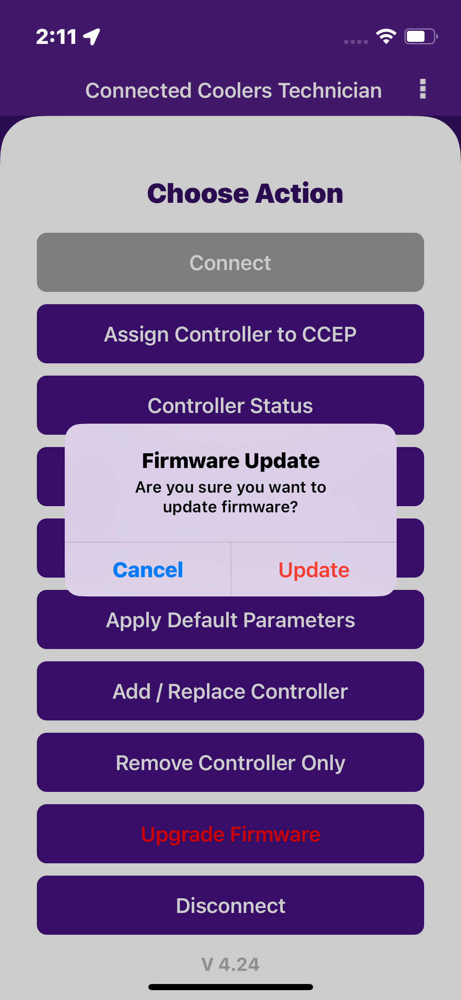 2:11
Connected Coolers Technician
Choose Action
Connect
Assign Controller to CCEP
Controller Status
Firmware Update
Are you sure you want to
update firmware?
Cancel
Update
Apply Default Parameters
Add / Replace Controller
Remove Controller Only
Upgrade Firmware
Disconnect
V 4.24